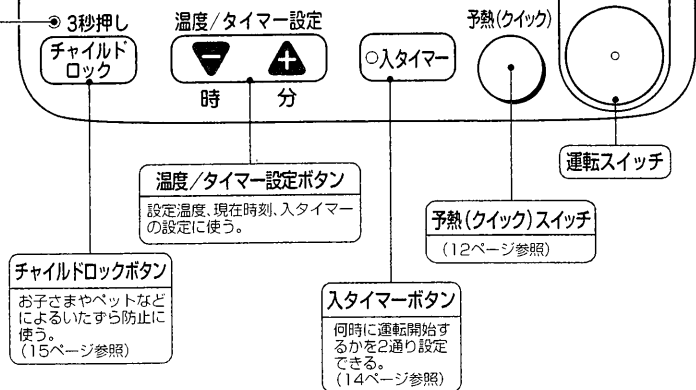 3秒押し
チャイルド
ロック
温度/タイマー設定
時 分
入タイマー
予熱(クイック)
運転スイッチ
温度/タイマー設定ボタン
設定温度、現在時刻、入タイマー
の設定に使う。
予熱(クイック)スイッチ
(12ページ参照)
チャイルドロックボタン
お子さまやペットなど
によるいたずら防止に
使う。
(15ページ参照)
入タイマーボタン
何時に運転開始す
るかを2通り設定
できる。
(14ページ参照)